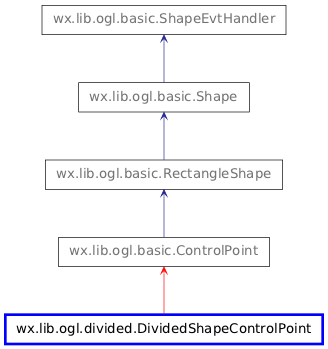 wx.lib.ogl.basic.ShapeEvtHandler
wx.lib.ogl.basic.Shape
wx.lib.ogl.basic.RectangleShape
wx.lib.ogl.basic.ControlPoint
wx.lib.ogl.divided.DividedShapeControlPoint